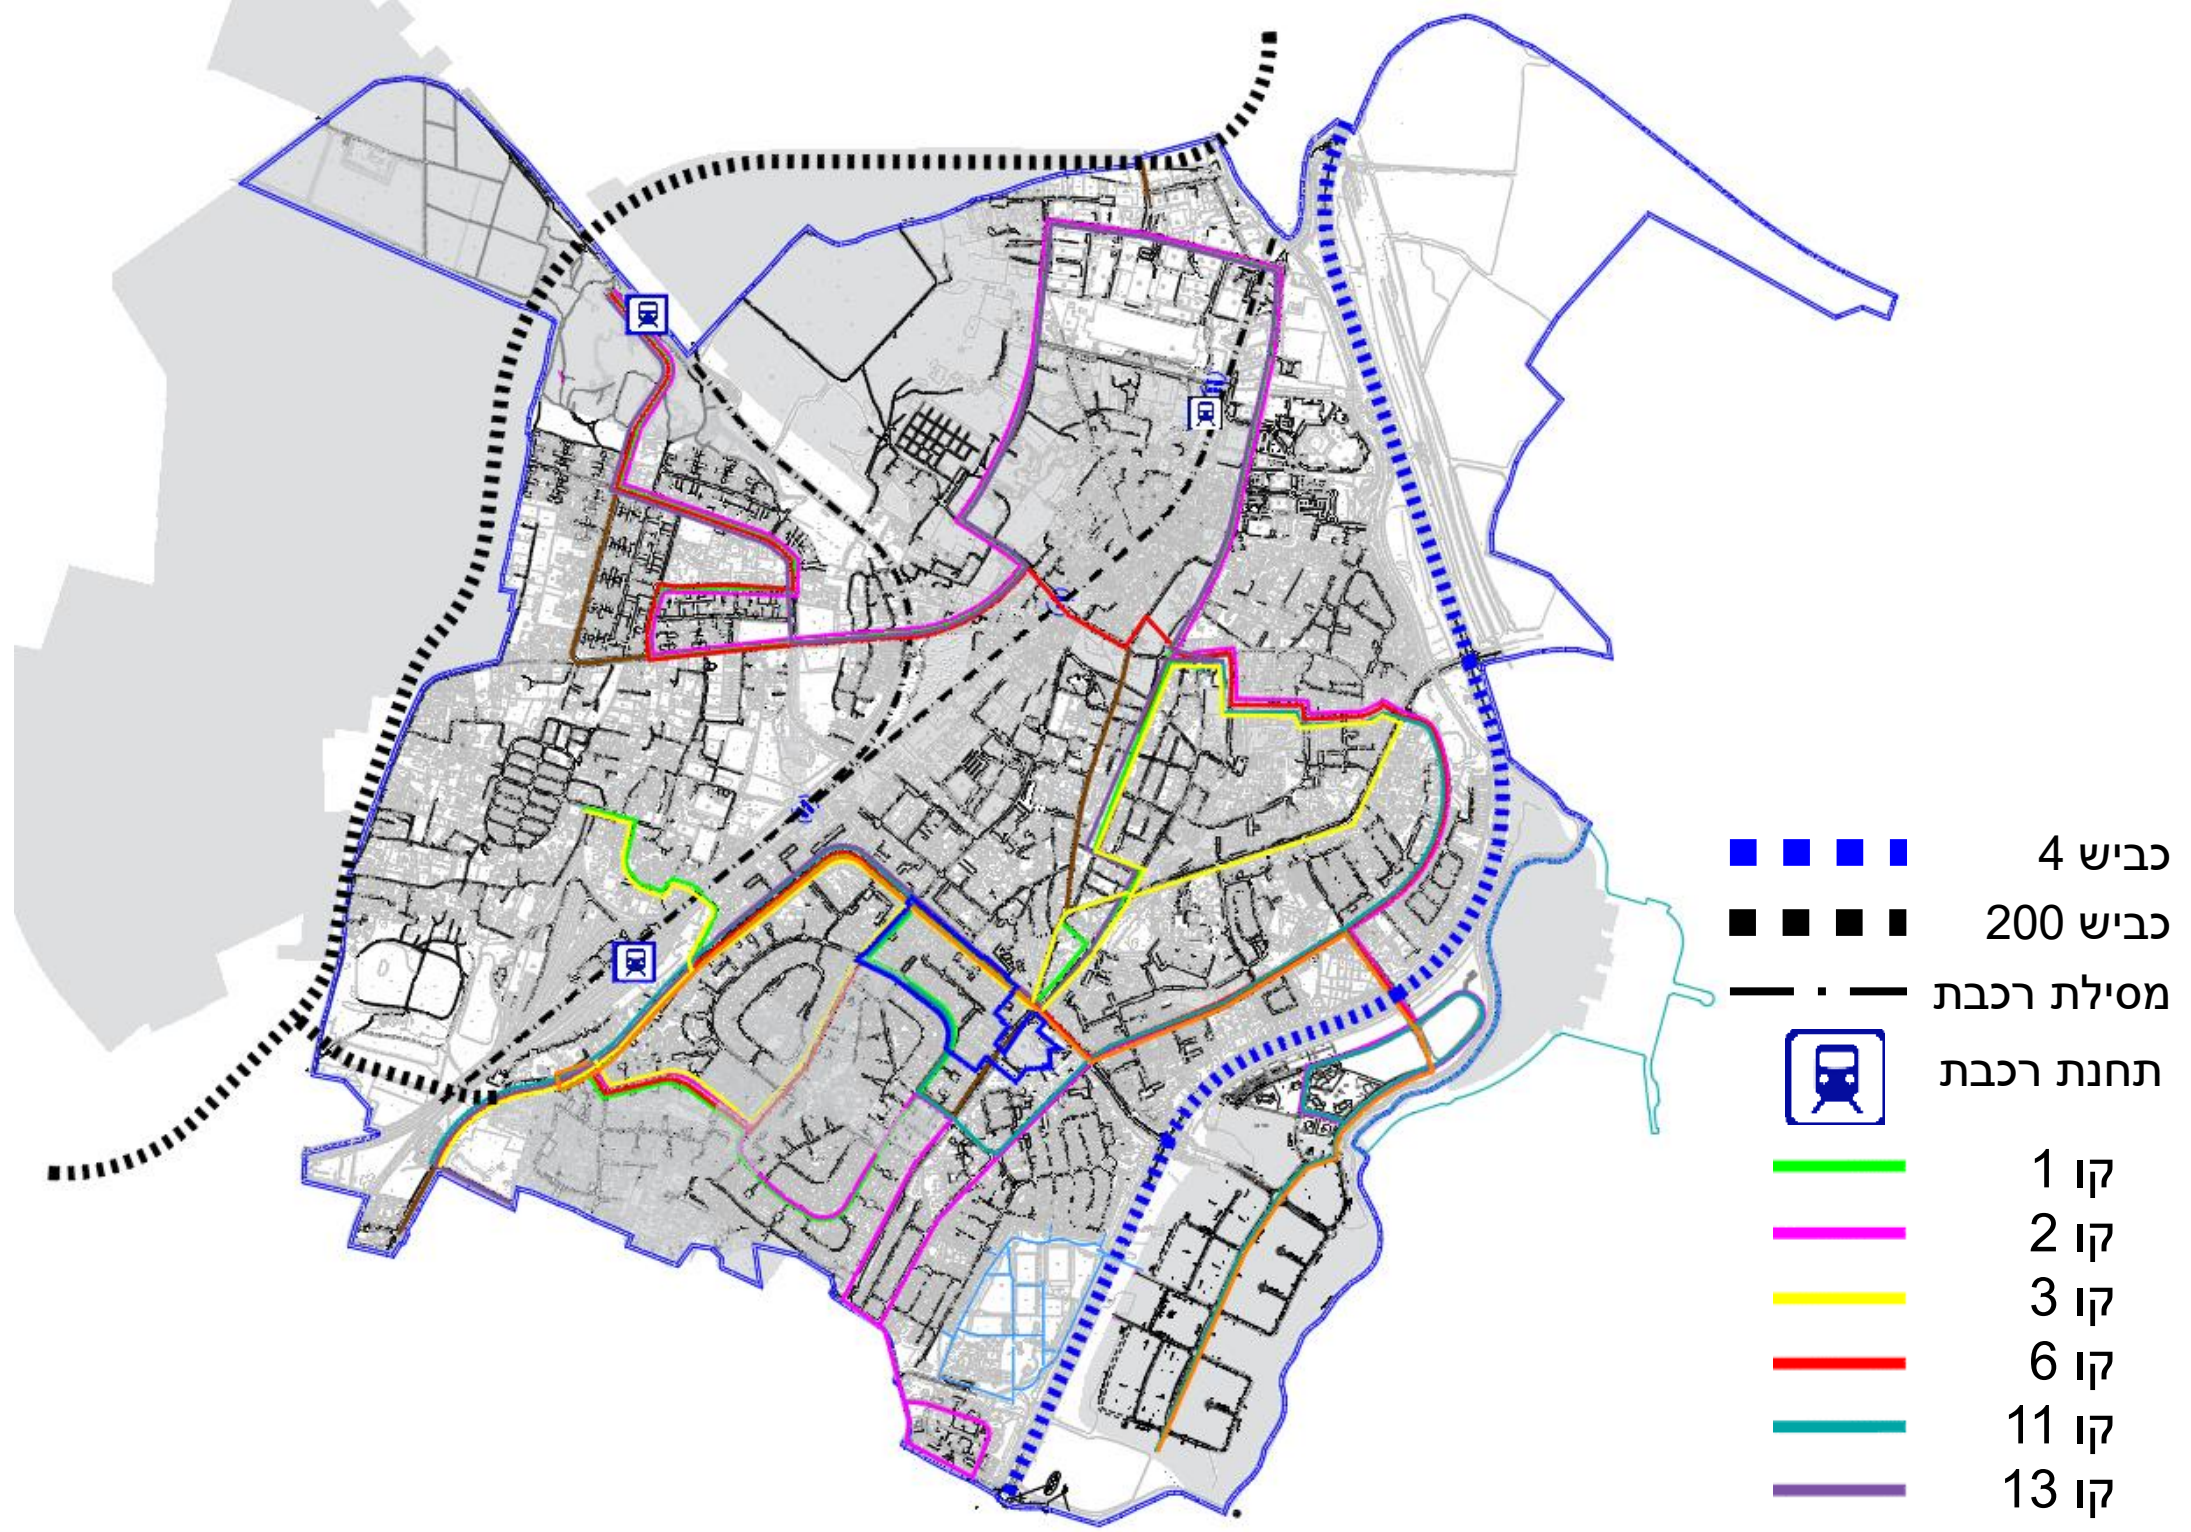 כביש 4
כביש 200
מסילת רכבת
תחנת רכבת
קו 1
קו 2
קו 3
קו 6
קו 11
קו 13